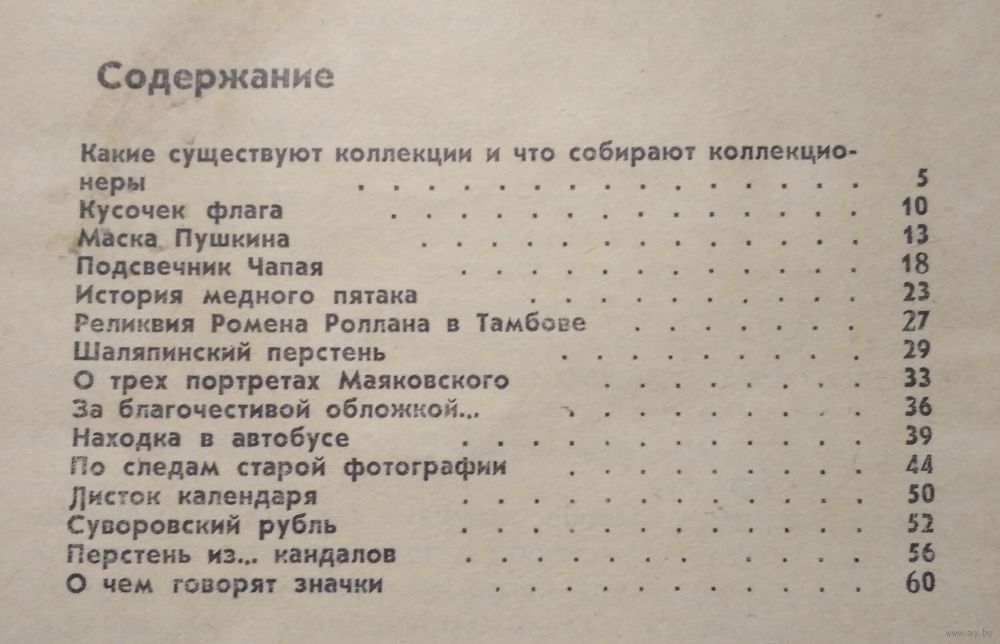 Содержание
Какие существуют коллекции и что собирают коллекцио-
неры . . . . . . . . . . . . . . . 5
Кусочек флага . . . . . . . . . . . . . . 10
Маска Пушкина . . . . . . . . . . . . . 13
Подсвечник Чапая . . . . . . . . . . . . 18
История медного пятака . . . . . . . . . . 23
Реликвия Ромена Роллана в Тамбове . . . . . . . 27
Шаляпинский перстень . . . . . . . . . 29
О трех портретах Маяковского . . . . . . . . 33
За благочестивой обложкой... . . . . . . . . . 36
Находка в автобусе . . . . . . . . . . . . 39
По следам старой фотографии . . . . . . . . . 44
Листок календаря . . . . . . . . . . . . 50
Суворовский рубль . . . . . . . . . . . . 52
Перстень из... кандалов . . . . . . . . . . . 56
О чем говорят значки . . . . . . . . . . . 60
www.ay.by